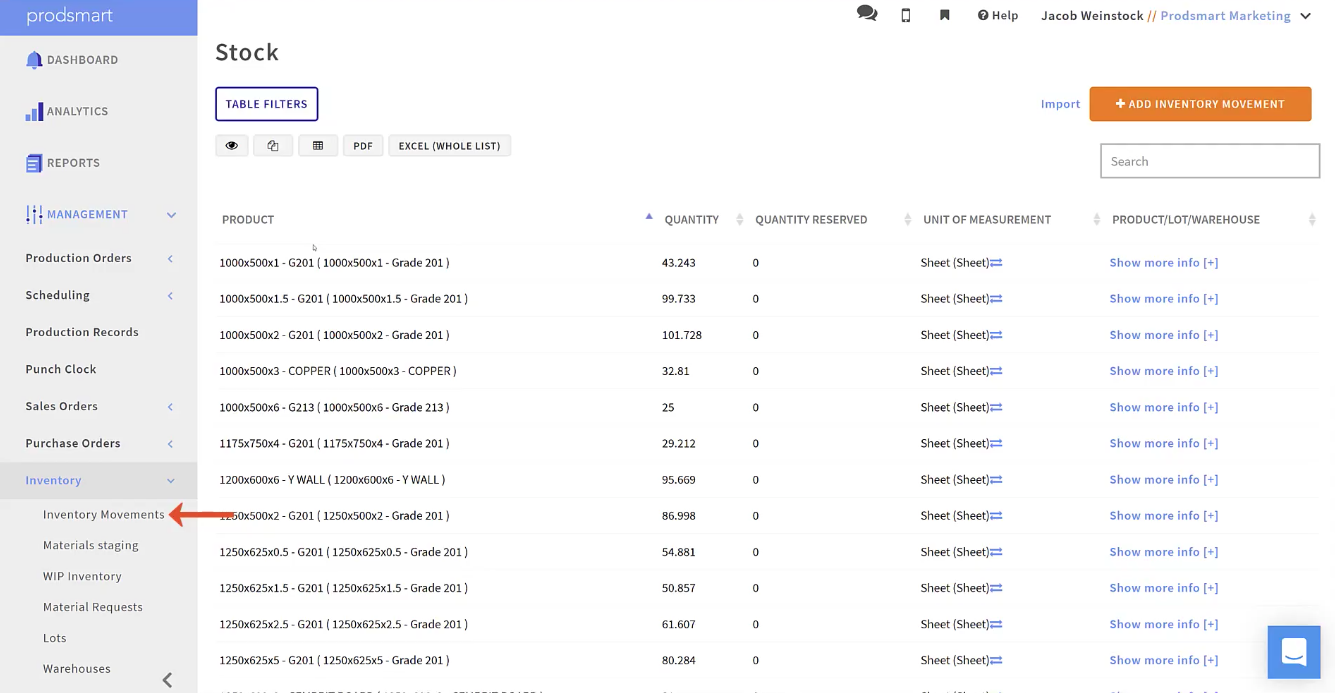 prodsmart
Help
Jacob Weinstock // Prodsmart Marketing
DASHBOARD
ANALYTICS
REPORTS
MANAGEMENT
Production Orders
Scheduling
Production Records
Punch Clock
Sales Orders
Purchase Orders
Inventory
Inventory Movements
Materials staging
WIP Inventory
Material Requests
Lots
Warehouses
Stock
TABLE FILTERS
Import
+ ADD INVENTORY MOVEMENT
PDF
EXCEL (WHOLE LIST)
Search
PRODUCT QUANTITY QUANTITY RESERVED UNIT OF MEASUREMENT PRODUCT/LOT/WAREHOUSE
1000x500x1 - G201 ( 1000x500x1 - Grade 201 ) 43.243 0 Sheet (Sheet) Show more info [+]
1000x500x1.5 - G201 ( 1000x500x1.5 - Grade 201 ) 99.733 0 Sheet (Sheet) Show more info [+]
1000x500x2 - G201 ( 1000x500x2 - Grade 201 ) 101.728 0 Sheet (Sheet) Show more info [+]
1000x500x3 - COPPER ( 1000x500x3 - COPPER ) 32.81 0 Sheet (Sheet) Show more info [+]
1000x500x6 - G213 ( 1000x500x6 - Grade 213 ) 25 0 Sheet (Sheet) Show more info [+]
1175x750x4 - G201 ( 1175x750x4 - Grade 201 ) 29.212 0 Sheet (Sheet) Show more info [+]
1200x600x6 - Y WALL ( 1200x600x6 - Y WALL ) 95.669 0 Sheet (Sheet) Show more info [+]
1250x500x2 - G201 ( 1250x500x2 - Grade 201 ) 86.998 0 Sheet (Sheet) Show more info [+]
1250x625x0.5 - G201 ( 1250x625x0.5 - Grade 201 ) 54.881 0 Sheet (Sheet) Show more info [+]
1250x625x1.5 - G201 ( 1250x625x1.5 - Grade 201 ) 50.857 0 Sheet (Sheet) Show more info [+]
1250x625x2.5 - G201 ( 1250x625x2.5 - Grade 201 ) 61.607 0 Sheet (Sheet) Show more info [+]
1250x625x5 - G201 ( 1250x625x5 - Grade 201 ) 80.284 0 Sheet (Sheet) Show more info [+]